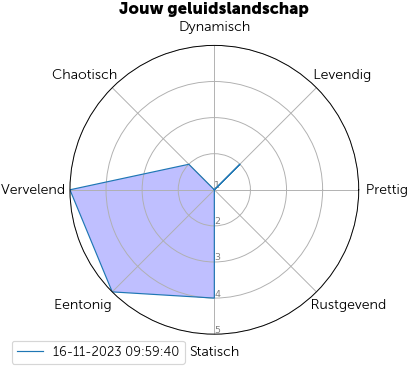 Jouw geluidslandschap
Dynamisch
Chaotisch
Levendig
Vervelend
1
Prettig
2
3
4
Eentonig
Rustgevend
5
16-11-2023 09:59:40
Statisch